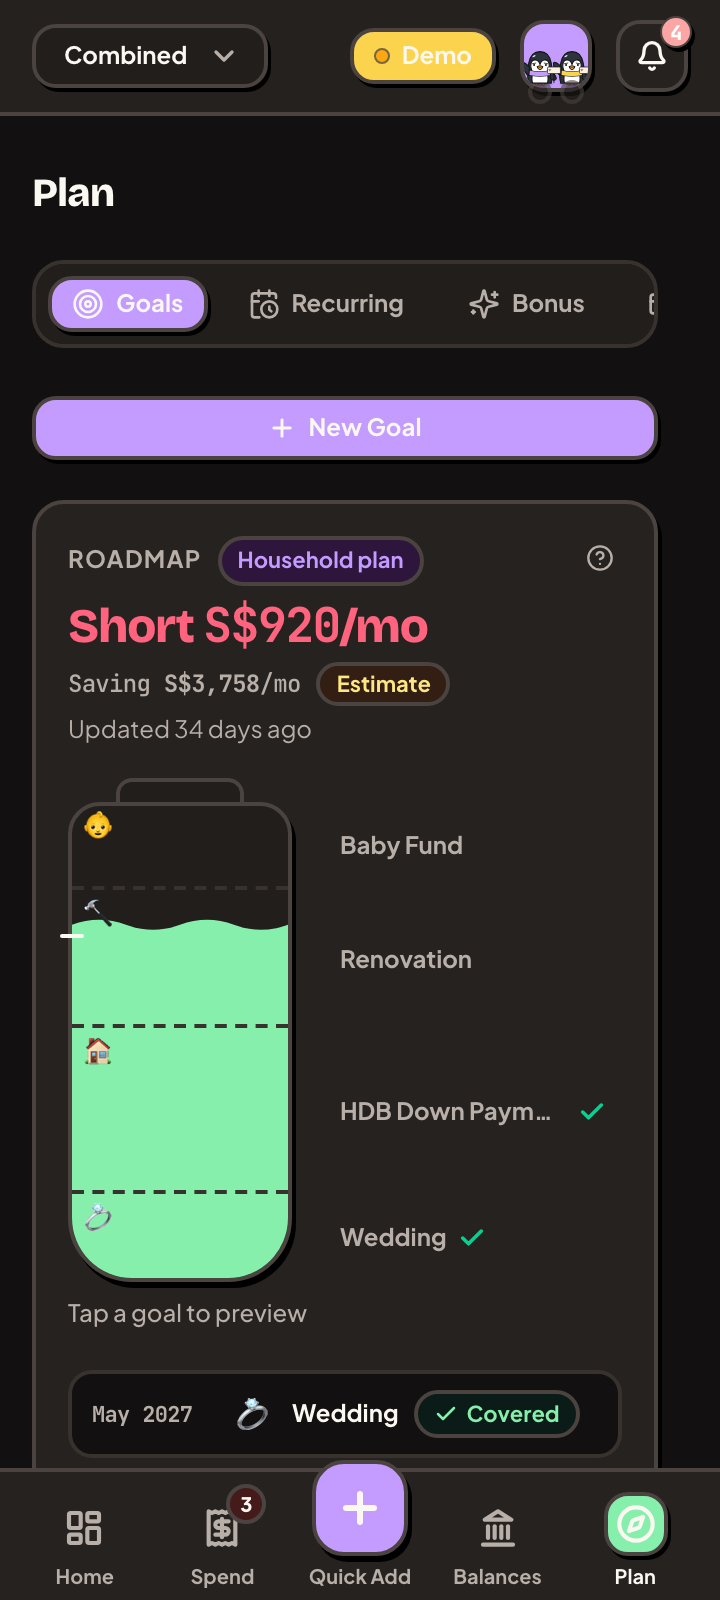 Combined
Demo
4
Plan
Goals
Recurring
Bonus
+ New Goal
ROADMAP
Household plan
Short S$920/mo
Saving S$3,758/mo
Estimate
Updated 34 days ago
Baby Fund
Renovation
HDB Down Paym...
Wedding
Tap a goal to preview
May 2027
Wedding
Covered
3
Home
Spend
Quick Add
Balances
Plan